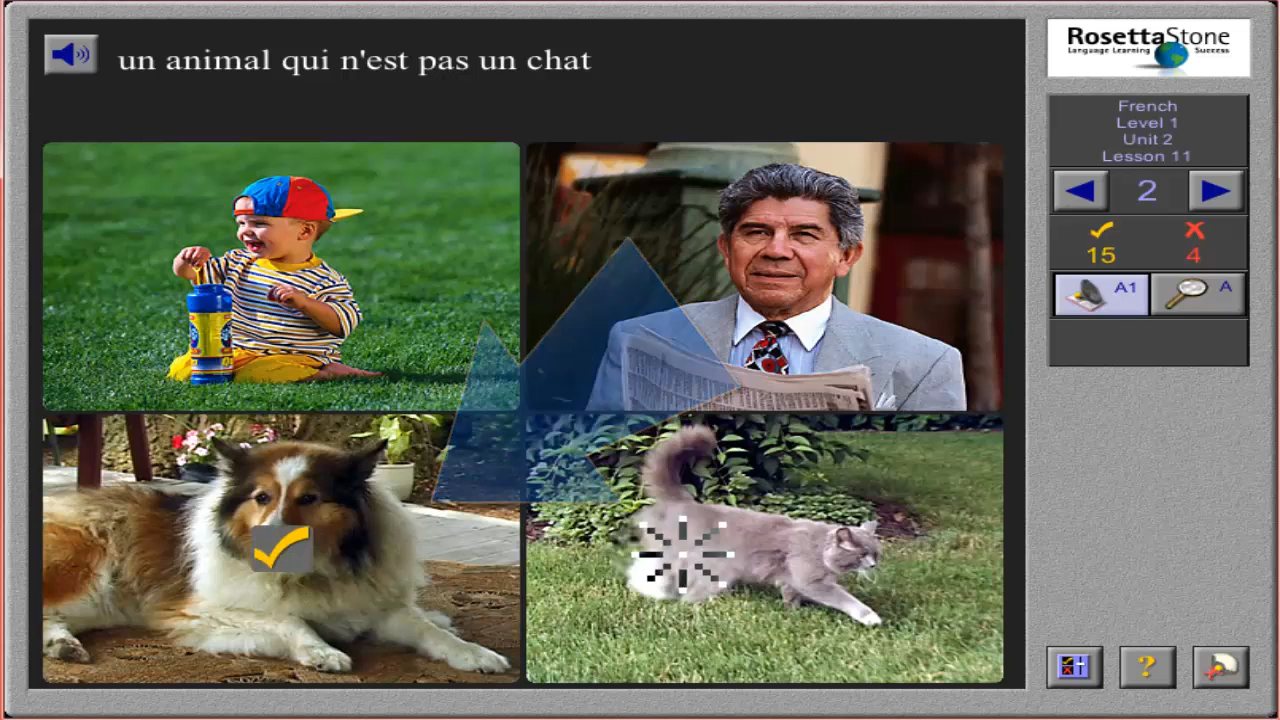 un animal qui n'est pas un chat
RosettaStone
Language Learning Success
French
Level 1
Unit 2
Lesson 11
2
15 4
A1 A
?